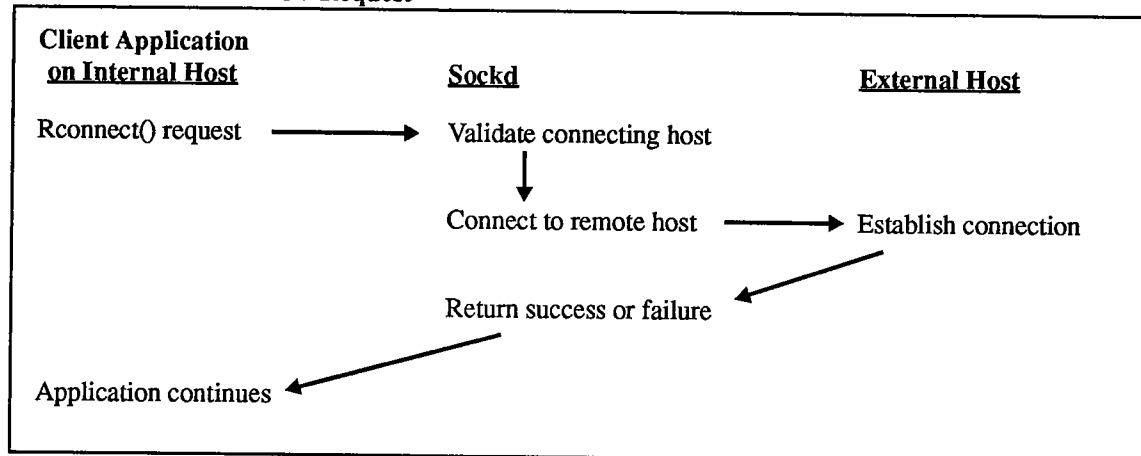 Request
Client Application
on Internal Host
Sockd
External Host
Rconnect() request
Validate connecting host
Connect to remote host
Establish connection
Return success or failure
Application continues